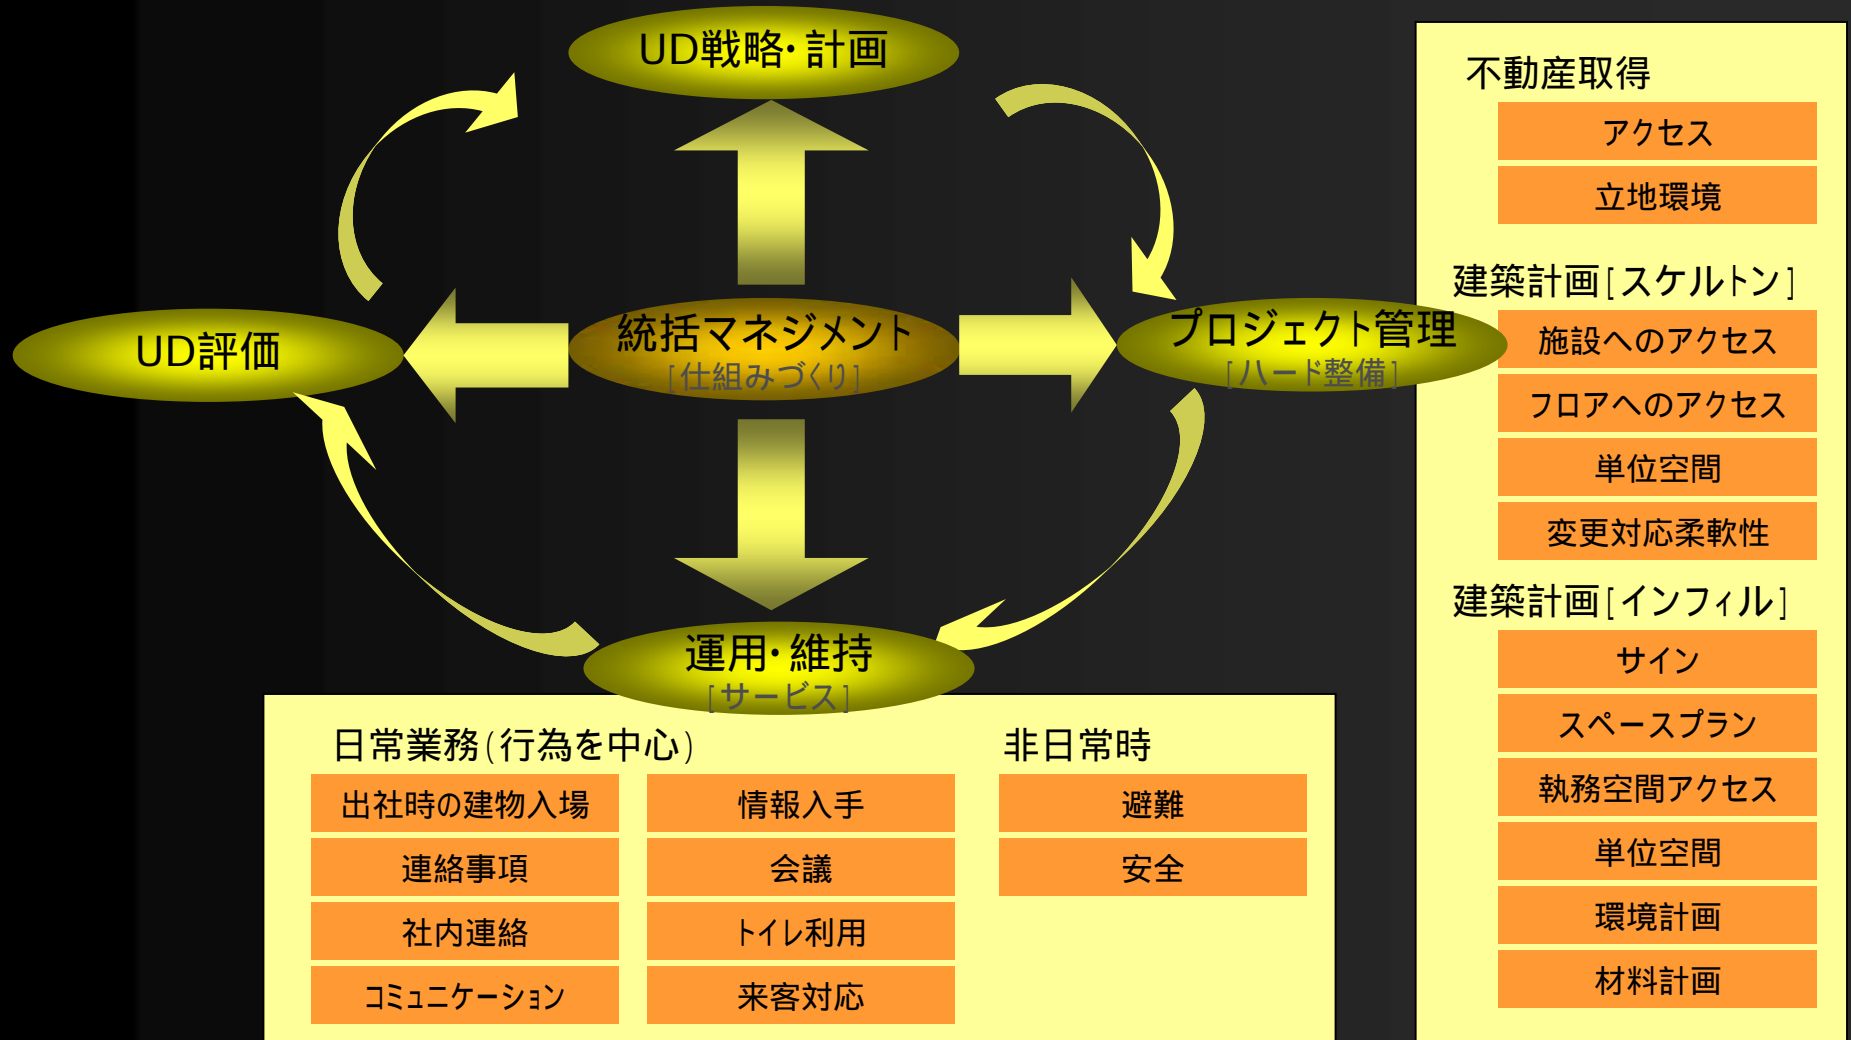 UD戦略・計画
UD評価
統括マネジメント
[仕組みづくり]
プロジェクト管理
[ハード整備]
運用・維持
[サービス]
日常業務(行為を中心)
出社時の建物入場
連絡事項
社内連絡
コミュニケーション
情報入手
会議
トイレ利用
来客対応
非日常時
避難
安全
不動産取得
アクセス
立地環境
建築計画[スケルトン]
施設へのアクセス
フロアへのアクセス
単位空間
変更対応柔軟性
建築計画[インフィル]
サイン
スペースプラン
執務空間アクセス
単位空間
環境計画
材料計画